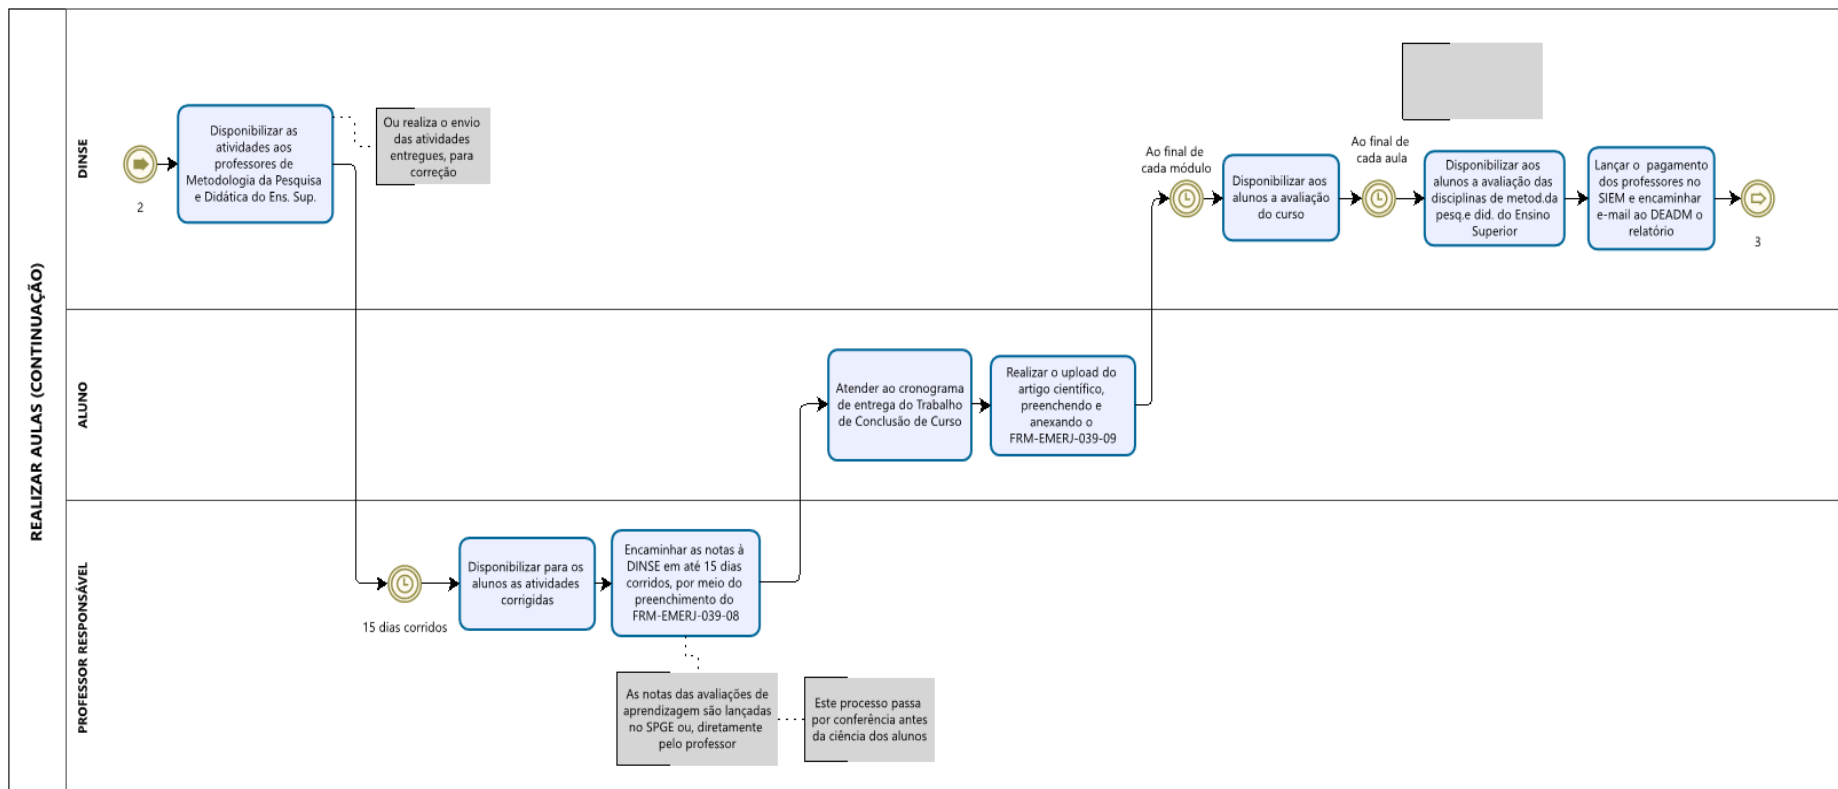 REALIZAR AULAS (CONTINUAÇÃO)
DINSE
2
Disponibilizar as
atividades aos
professores de
Metodologia da Pesquisa
e Didática do Ens. Sup.
Ou realiza o envio
das atividades
entregues, para
correção
Ao final de
cada módulo
Disponibilizar aos
alunos a avaliação
do curso
Ao final de
cada aula
Disponibilizar aos
alunos a avaliação das
disciplinas de metod.da
pesq.e did. do Ensino
Superior
Lançar o pagamento
dos professores no
SIEM e encaminhar
e-mail ao DEADM o
relatório
3
ALUNO
Atender ao cronograma
de entrega do Trabalho
de Conclusão de Curso
Realizar o upload do
artigo científico,
preenchendo e
anexando o
FRM-EMERJ-039-09
PROFESSOR RESPONSÁVEL
15 dias corridos
Disponibilizar para os
alunos as atividades
corrigidas
Encaminhar as notas à
DINSE em até 15 dias
corridos, por meio do
preenchimento do
FRM-EMERJ-039-08
As notas das avaliações de
aprendizagem são lançadas
no SPGE ou, diretamente
pelo professor
Este processo passa
por conferência antes
da ciência dos alunos